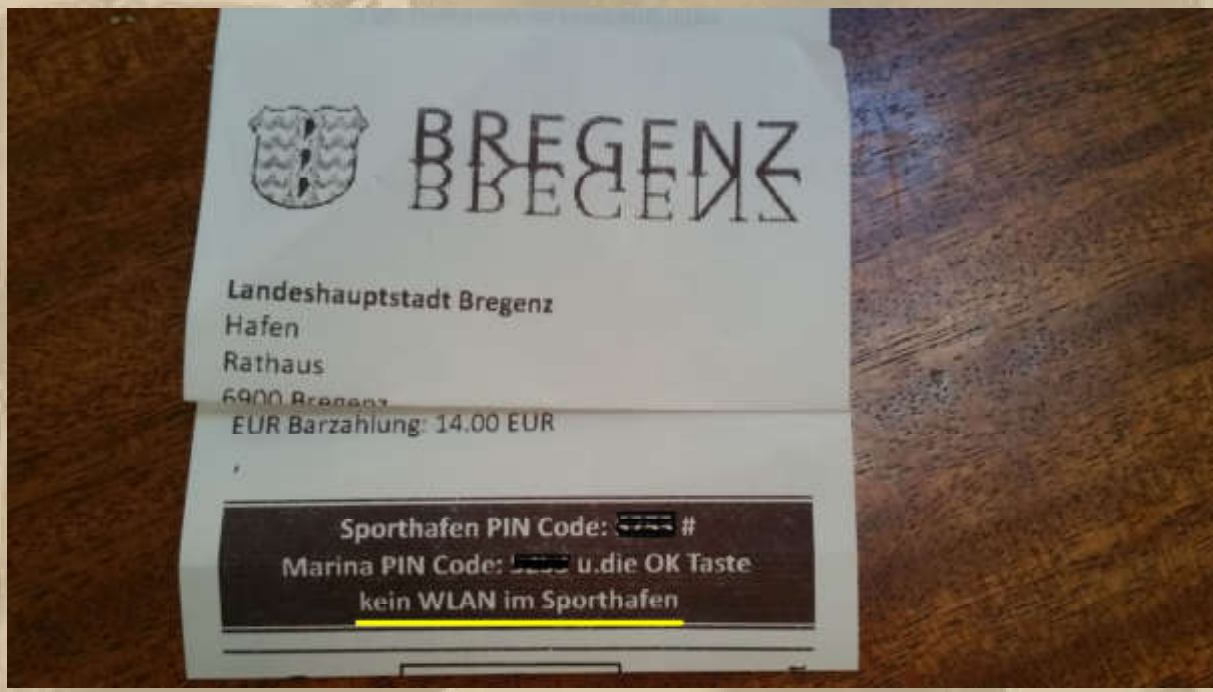 BREGENZ
Landeshauptstadt Bregenz
Hafen
Rathaus
6900 Bregenz
EUR Barzahlung: 14.00 EUR
,
Sporthafen PIN Code: #
Marina PIN Code: u.die OK Taste
kein WLAN im Sporthafen